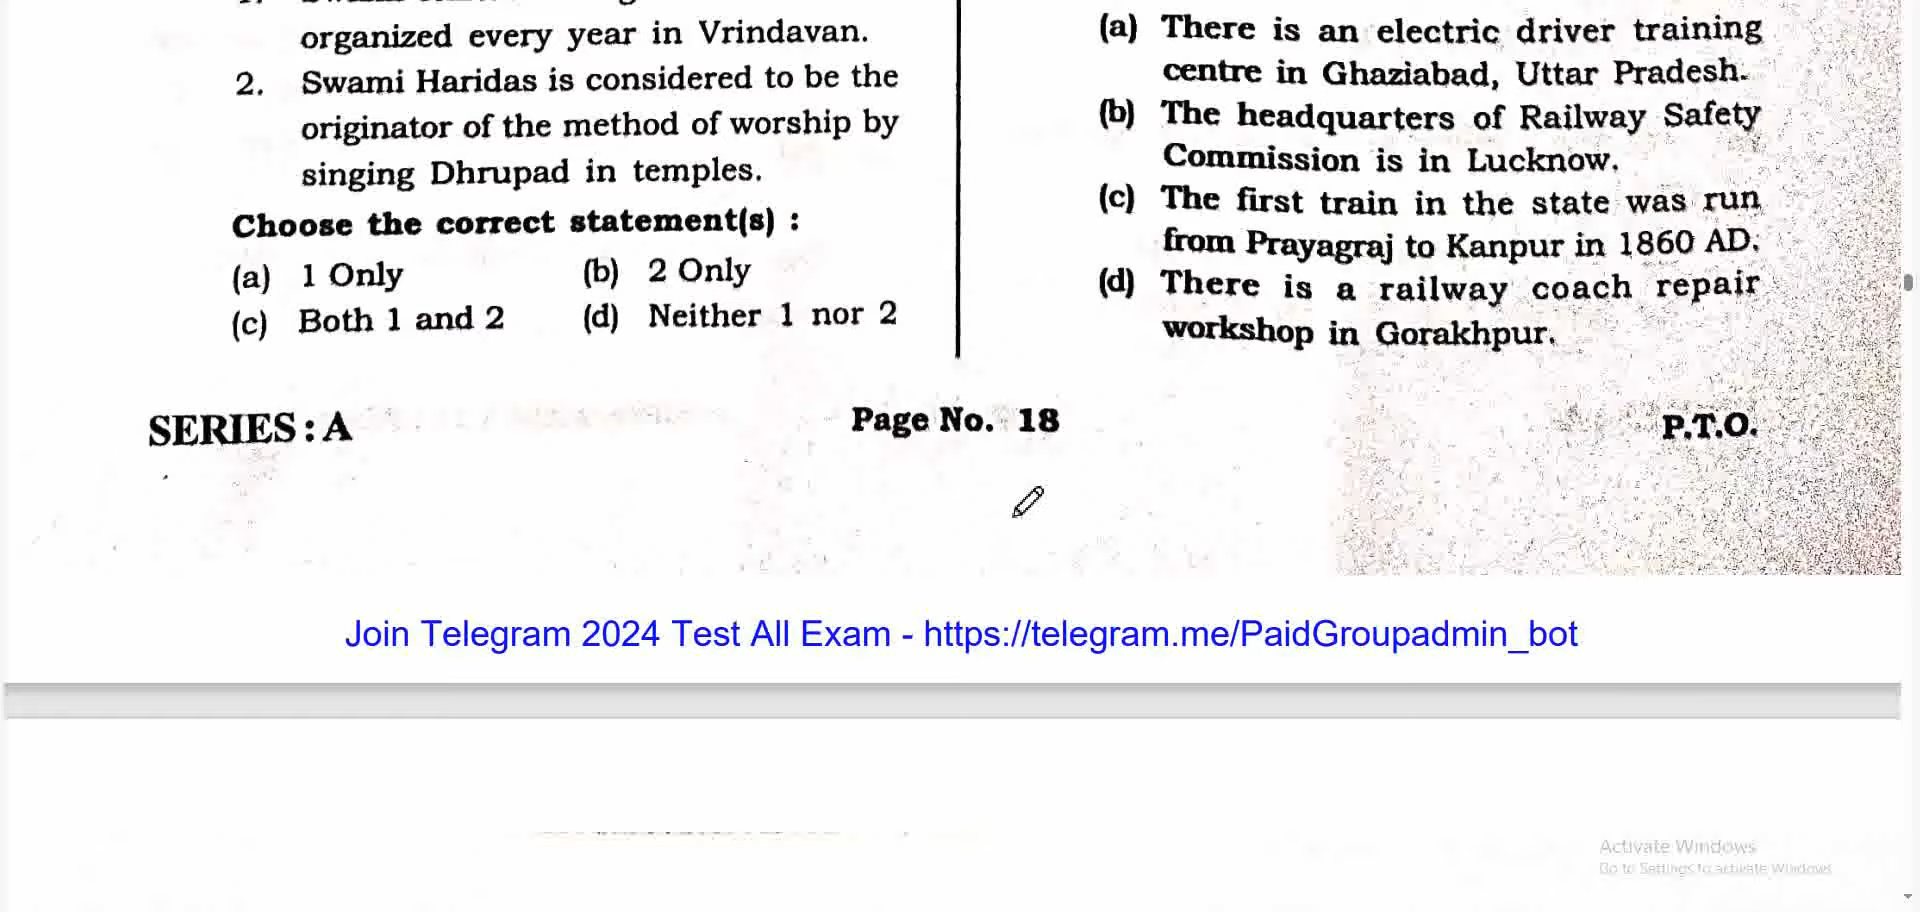 organized every year in Vrindavan.
2. Swami Haridas is considered to be the
originator of the method of worship by
singing Dhrupad in temples.
Choose the correct statement(s) :
(a) 1 Only (b) 2 Only
(c) Both 1 and 2 (d) Neither 1 nor 2
(a) There is an electric driver training
centre in Ghaziabad, Uttar Pradesh.
(b) The headquarters of Railway Safety
Commission is in Lucknow.
(c) The first train in the state was run
from Prayagraj to Kanpur in 1860 AD.
(d) There is a railway coach repair
workshop in Gorakhpur.
SERIES : A Page No. 18 P.T.O.
Join Telegram 2024 Test All Exam - https://telegram.me/PaidGroupadmin_bot
Activate Windows
Go to Settings to activate Windows.